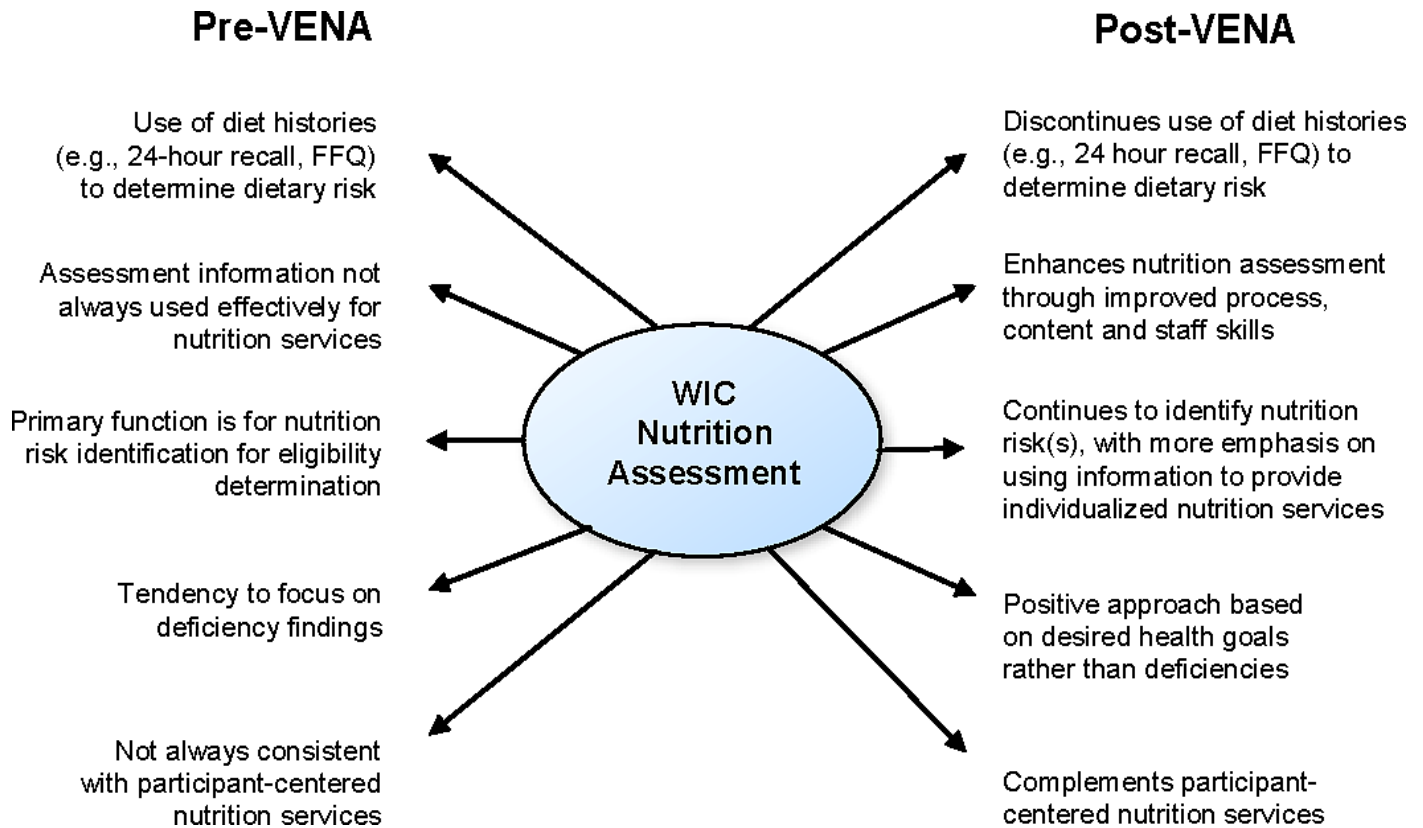 Pre-VENA
Use of diet histories
(e.g., 24-hour recall, FFQ)
to determine dietary risk
Assessment information not
always used effectively for
nutrition services
Primary function is for nutrition
risk identification for eligibility
determination
Tendency to focus on
deficiency findings
Not always consistent
with participant-centered
nutrition services
WIC
Nutrition
Assessment
Post-VENA
Discontinues use of diet histories
(e.g., 24 hour recall, FFQ) to
determine dietary risk
Enhances nutrition assessment
through improved process,
content and staff skills
Continues to identify nutrition
risk(s), with more emphasis on
using information to provide
individualized nutrition services
Positive approach based
on desired health goals
rather than deficiencies
Complements participant-
centered nutrition services